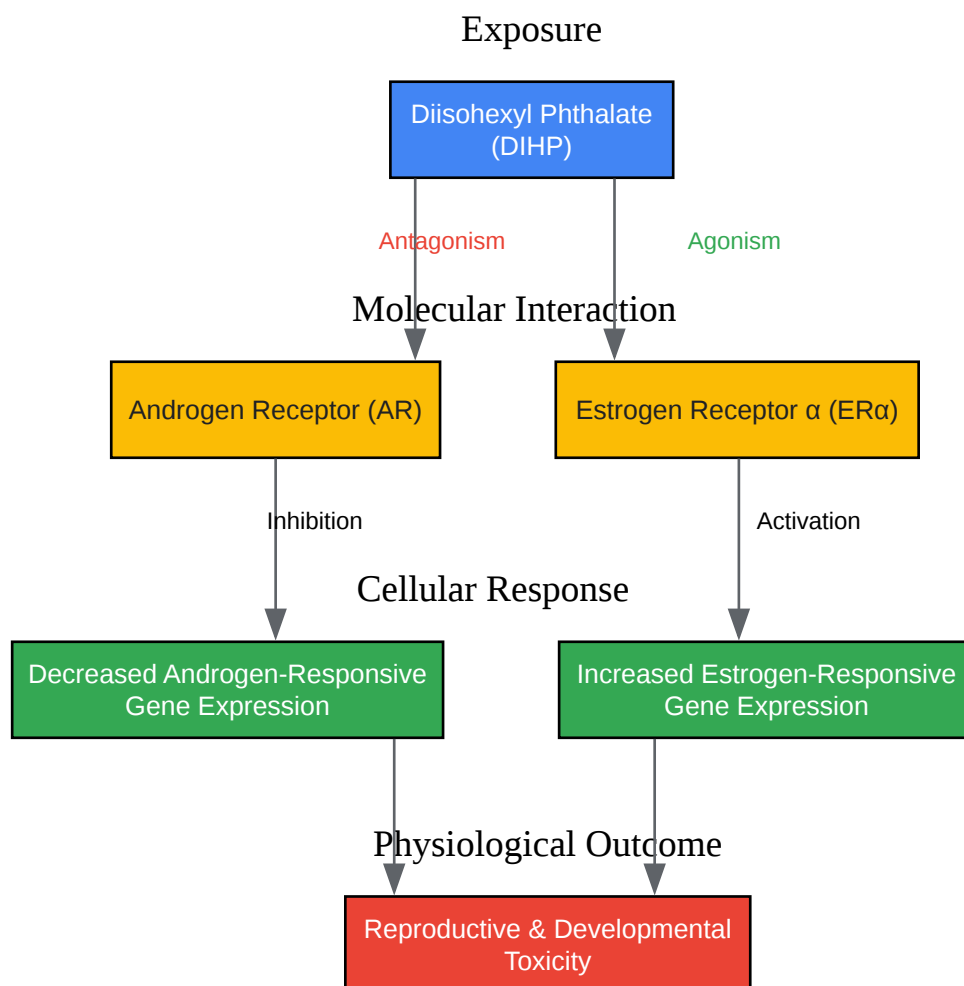 Exposure
Diisohexyl Phthalate
(DIHP)
Antagonism
Agonism
Molecular Interaction
Androgen Receptor (AR)
Estrogen Receptor α (ERα)
Inhibition
Activation
Cellular Response
Decreased Androgen-Responsive
Gene Expression
Increased Estrogen-Responsive
Gene Expression
Physiological Outcome
Reproductive & Developmental
Toxicity